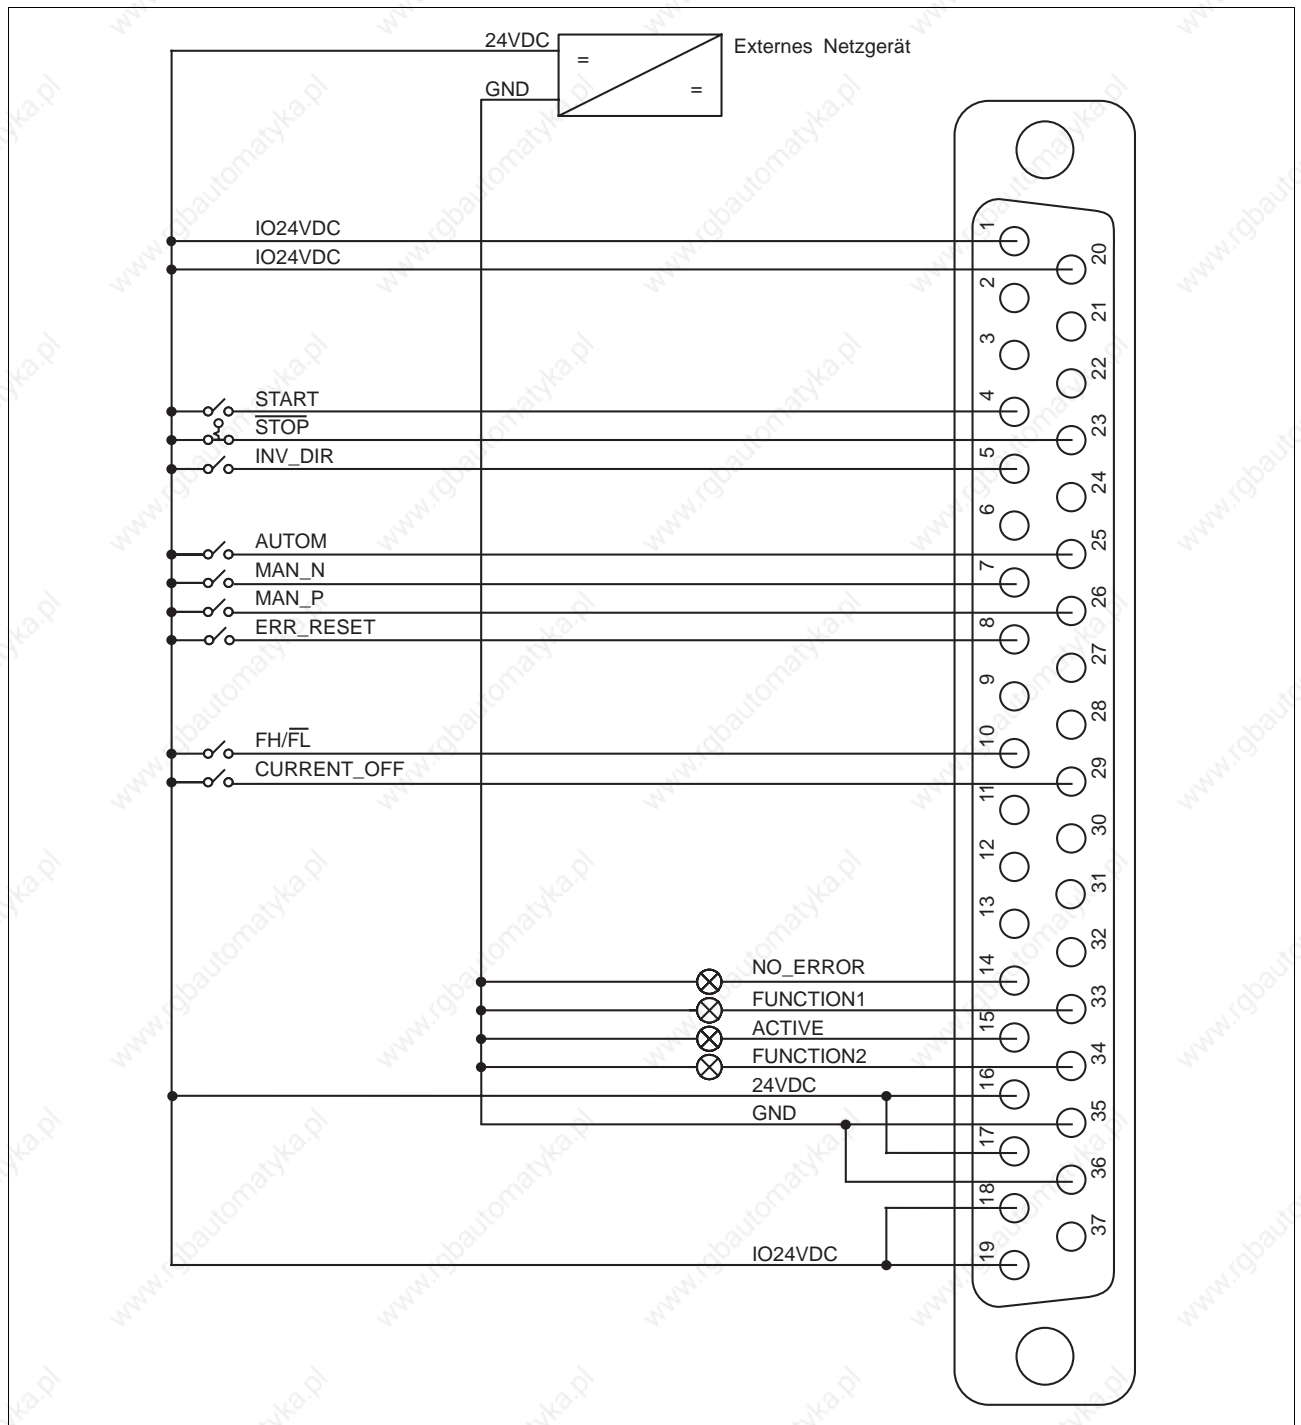 24VDC
Externes Netzgerät
=
=
GND
IO24VDC
IO24VDC
START
STOP
INV_DIR
AUTOM
MAN_N
MAN_P
ERR_RESET
FH/FL
CURRENT_OFF
NO_ERROR
FUNCTION1
ACTIVE
FUNCTION2
24VDC
GND
IO24VDC
1
20
2
21
3
22
4
23
5
24
6
25
7
26
8
27
9
28
10
29
11
30
12
31
13
32
14
33
15
34
16
35
17
36
18
37
19
www.rgbautomatyka.pl